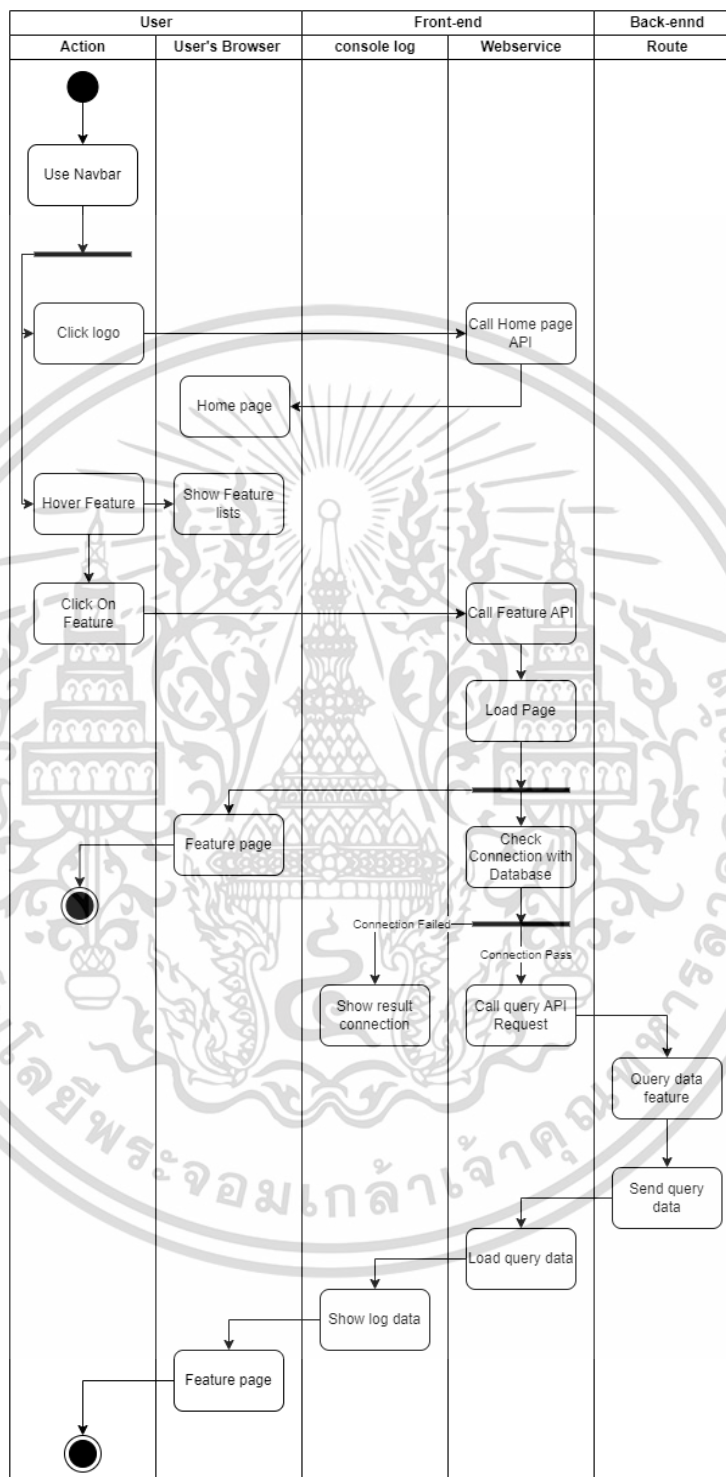 User Front-end Back-ennd
Action User's Browser console log Webservice Route
Use Navbar
Click logo
Call Home page
API
Home page
Hover Feature
Show Feature
lists
Click On
Feature
Call Feature API
Load Page
Feature page
Check
Connection with
Database
Connection Failed
Connection Pass
Show result
connection
Call query API
Request
Query data
feature
Send query
data
Load query data
Show log data
Feature page